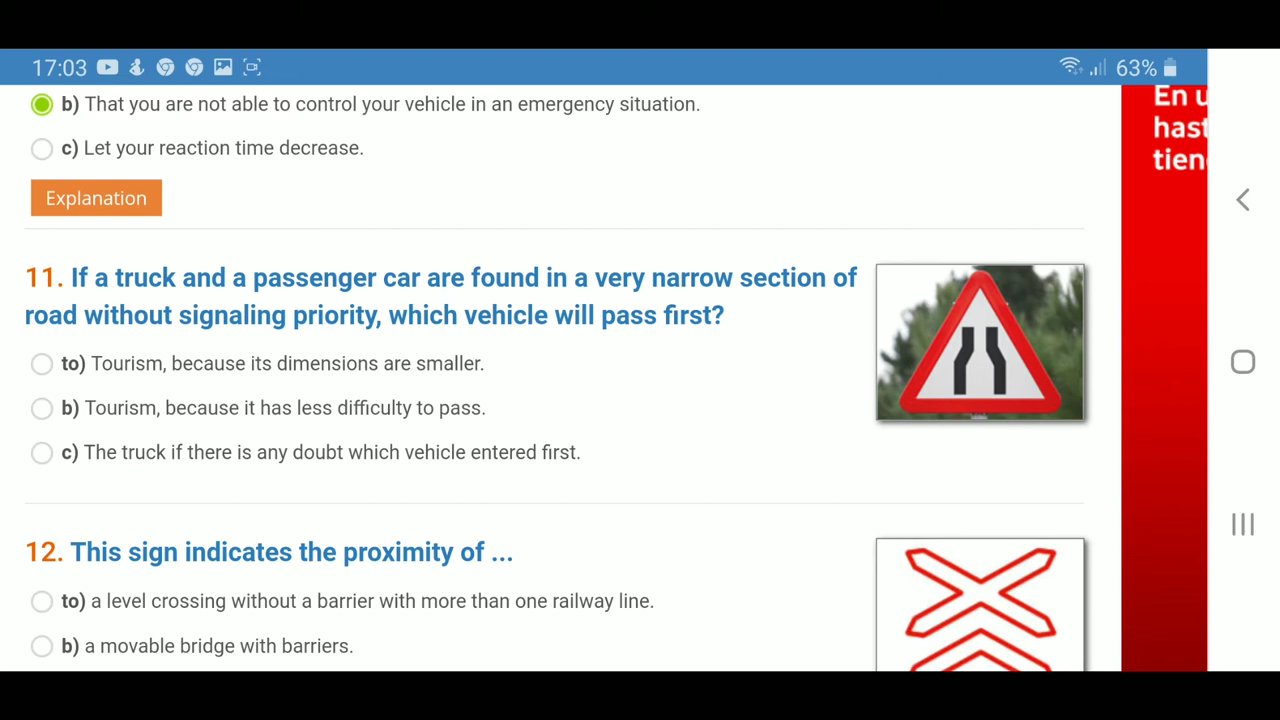 17:03 63%
b) That you are not able to control your vehicle in an emergency situation.
c) Let your reaction time decrease.
Explanation
En u
hast
tien
11. If a truck and a passenger car are found in a very narrow section of
road without signaling priority, which vehicle will pass first?
to) Tourism, because its dimensions are smaller.
b) Tourism, because it has less difficulty to pass.
c) The truck if there is any doubt which vehicle entered first.
12. This sign indicates the proximity of ...
to) a level crossing without a barrier with more than one railway line.
b) a movable bridge with barriers.